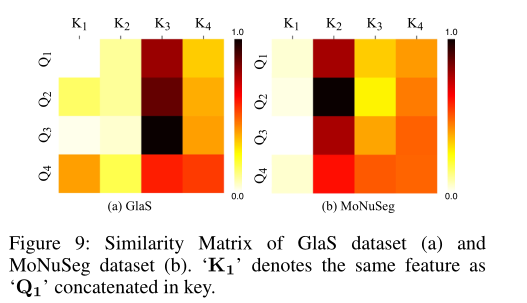 K1 K2 K3 K4
K1 K2 K3 K4
1.0
1.0
Q1
Q2
Q3
Q4
Q1
Q2
Q3
Q4
0.0
0.0
(a) GlaS
(b) MoNuSeg
Figure 9: Similarity Matrix of GlaS dataset (a) and
MoNuSeg dataset (b). ‘K1’ denotes the same feature as
‘Q1’ concatenated in key.